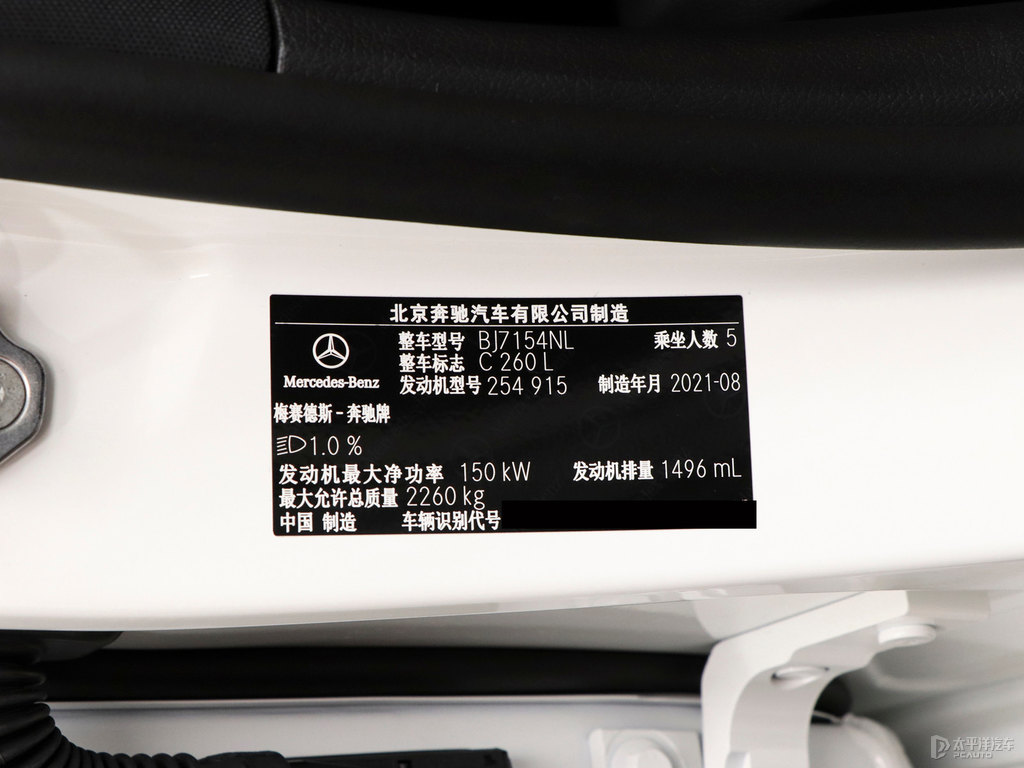 北京奔驰汽车有限公司制造
整车型号 BJ7154NL 乘坐人数 5
整车标志 C 260 L
Mercedes-Benz 发动机型号 254 915 制造年月 2021-08
梅赛德斯-奔驰牌
1.0 %
发动机最大净功率 150 kW 发动机排量 1496 mL
最大允许总质量 2260 kg
中国 制造 车辆识别代号
太平洋汽车
PCAUTO